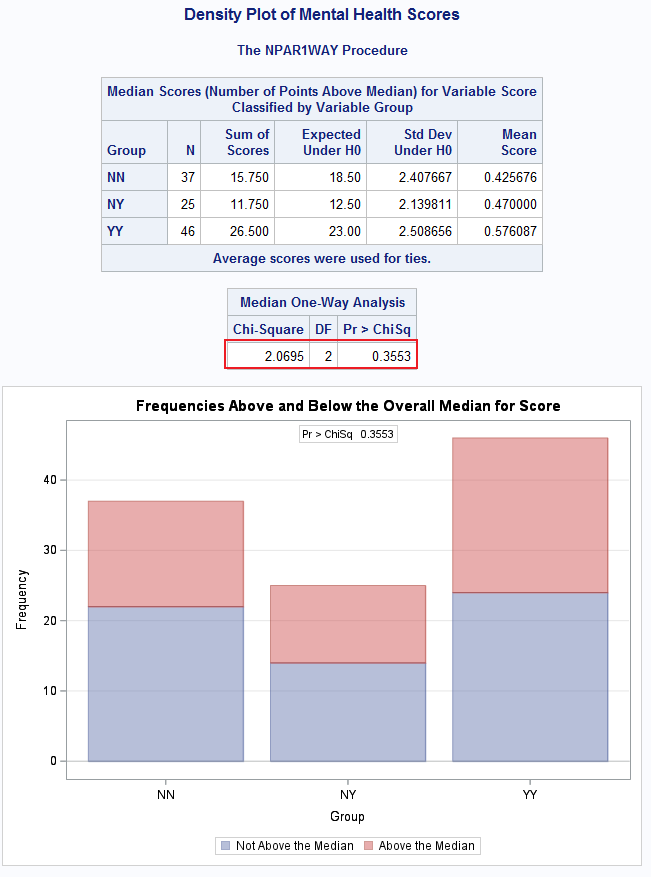 Density Plot of Mental Health Scores
The NPAR1WAY Procedure
Median Scores (Number of Points Above Median) for Variable Score
Classified by Variable Group
Group N Sum of Scores Expected Under H0 Std Dev Under H0 Mean Score
NN 37 15.750 18.50 2.407667 0.425676
NY 25 11.750 12.50 2.139811 0.470000
YY 46 26.500 23.00 2.508656 0.576087
Average scores were used for ties.
Median One-Way Analysis
Chi-Square DF Pr > ChiSq
2.0695 2 0.3553
Frequencies Above and Below the Overall Median for Score
Pr > ChiSq 0.3553
Frequency
40
30
20
10
0
NN NY YY
Group
Not Above the Median Above the Median